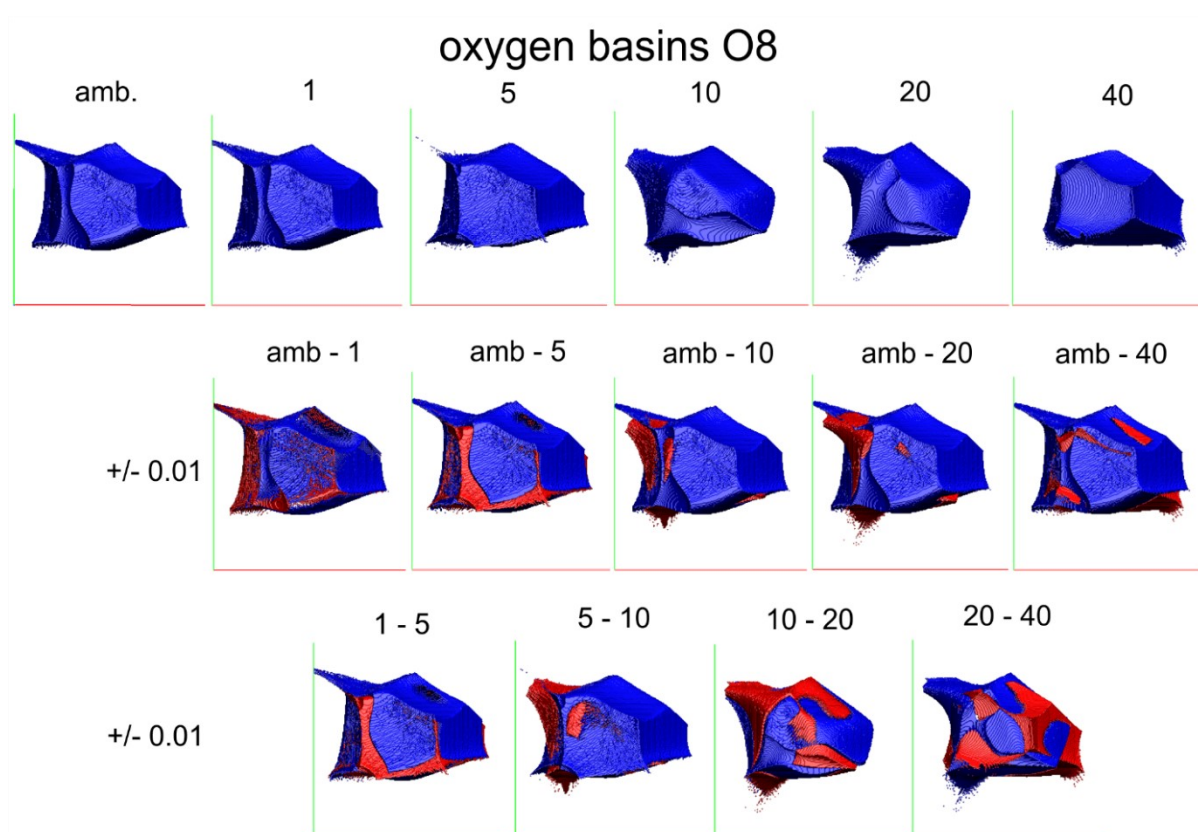 oxygen basins O8
amb. 1 5 10 20 40
amb - 1 amb - 5 amb - 10 amb - 20 amb - 40
+/- 0.01
1 - 5 5 - 10 10 - 20 20 - 40
+/- 0.01